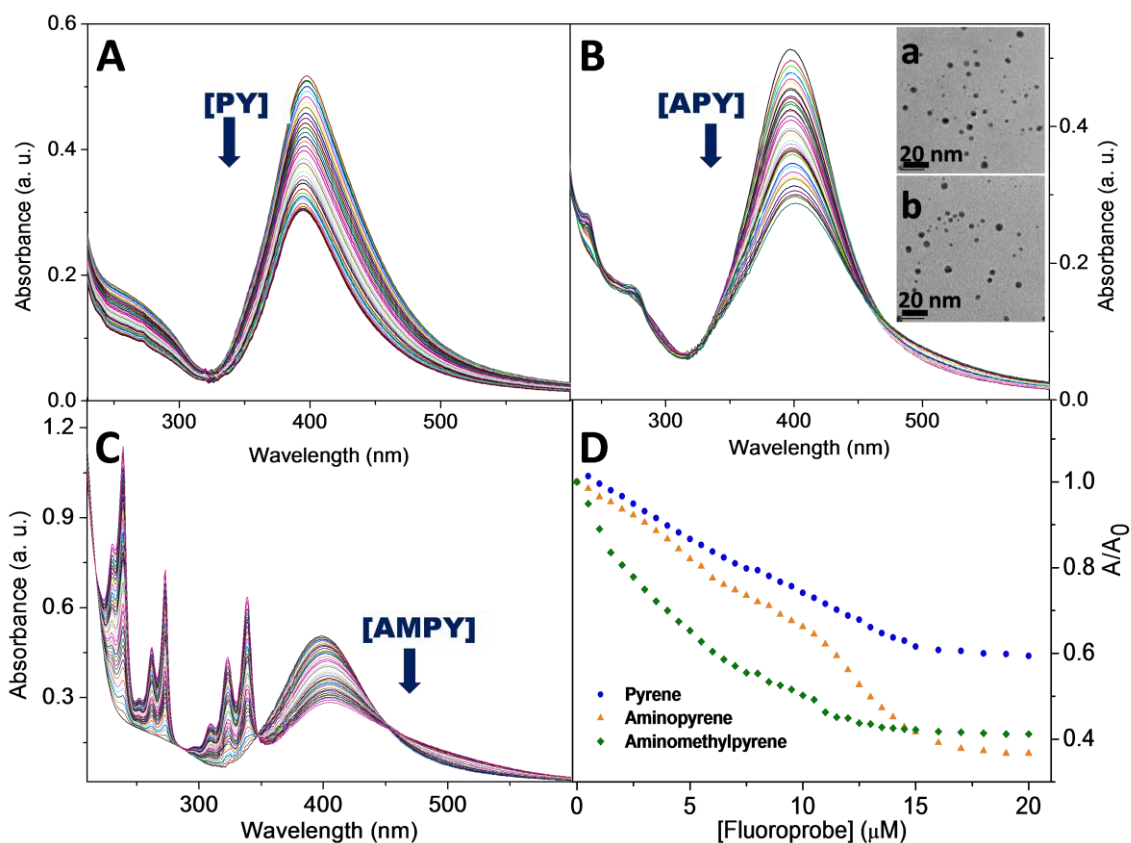 A
[PY]
0.6
0.4
0.2
0.0
Absorbance (a. u.)
300 400 500
Wavelength (nm)
B
[APY]
a
20 nm
b
20 nm
0.4
0.2
0.0
Absorbance (a. u.)
300 400 500
Wavelength (nm)
C
[AMPY]
1.2
0.9
0.6
0.3
Absorbance (a. u.)
300 400 500
Wavelength (nm)
D
1.0
0.8
0.6
0.4
A/A0
Pyrene
Aminopyrene
Aminomethylpyrene
0 5 10 15 20
[Fluoroprobe] (μM)